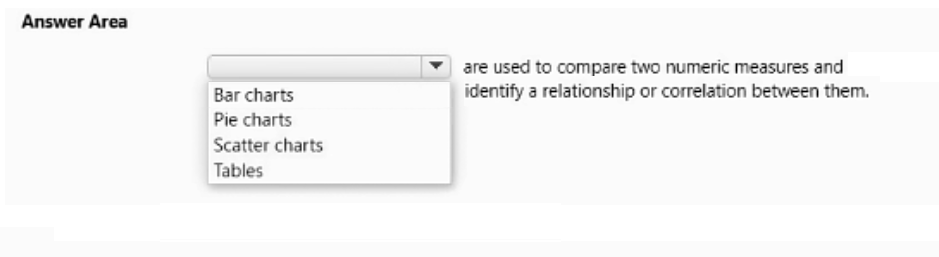 Answer Area
are used to compare two numeric measures and
identify a relationship or correlation between them.
Bar charts
Pie charts
Scatter charts
Tables